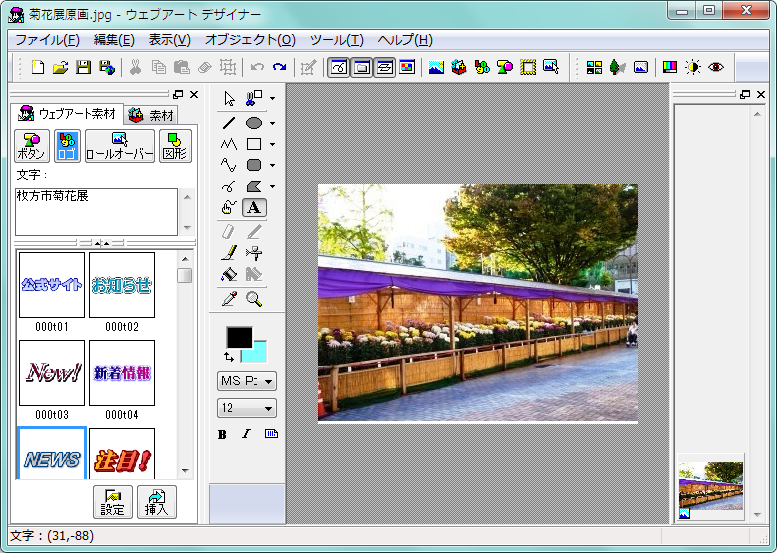 菊花展原画.jpg - ウェブアート デザイナー
ファイル(F) 編集(E) 表示(V) オブジェクト(O) ツール(T) ヘルプ(H)
ウェブアート素材 素材
ボタン ロゴ ロールオーバー 図形
文字：
枚方市菊花展
公式サイト お知らせ
000t01 000t02
New! 新着情報
000t03 000t04
NEWS 注目！
設定 挿入
A
MS Pゴ
12
B I
文字：(31,-88)